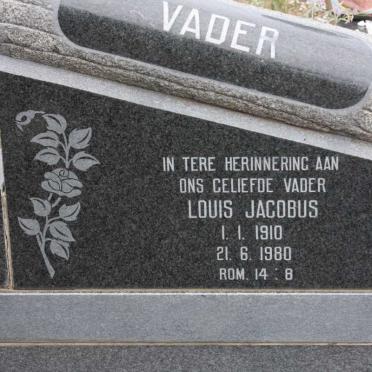 VADER
IN TERE HERINNERING AAN
ONS GELIEFDE VADER
LOUIS JACOBUS
1. 1. 1910
21. 6. 1980
ROM. 14 : 8